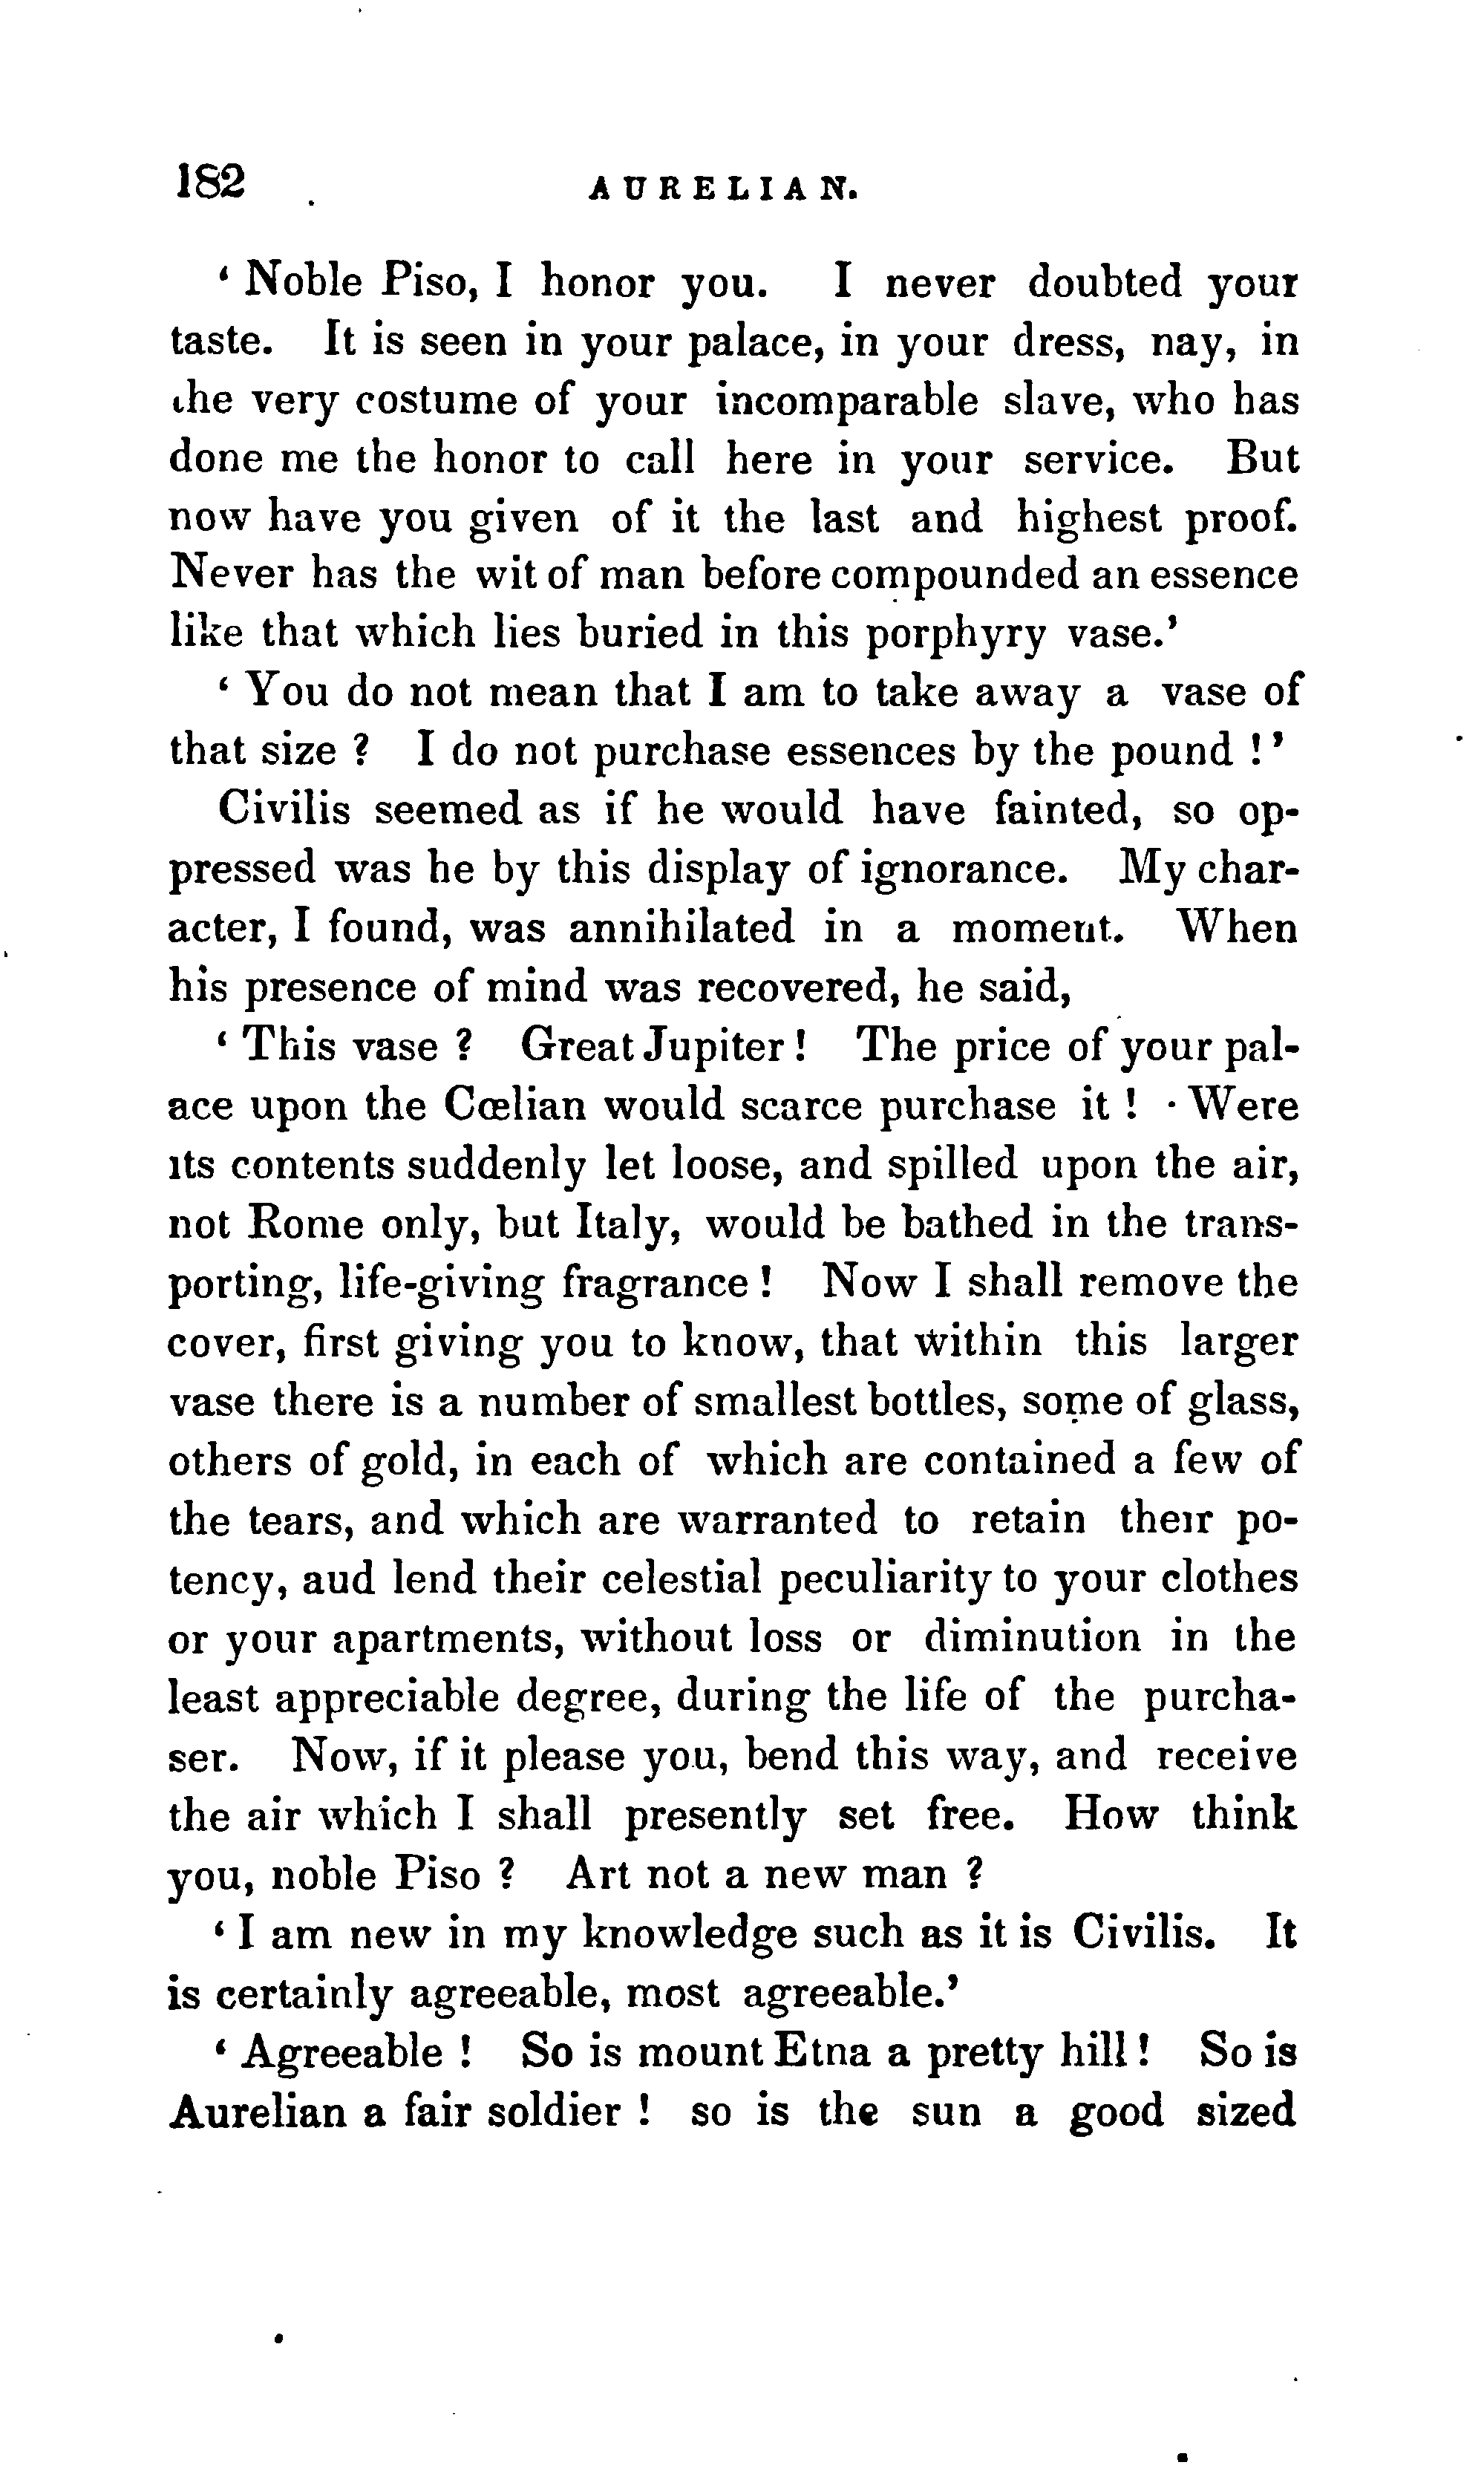 182 AURELIAN.
‘ Noble Piso, I honor you. I never doubted your
taste. It is seen in your palace, in your dress, nay, in
the very costume of your incomparable slave, who has
done me the honor to call here in your service. But
now have you given of it the last and highest proof.
Never has the wit of man before compounded an essence
like that which lies buried in this porphyry vase.’
‘ You do not mean that I am to take away a vase of
that size ? I do not purchase essences by the pound !’
Civilis seemed as if he would have fainted, so op-
pressed was he by this display of ignorance. My char-
acter, I found, was annihilated in a moment. When
his presence of mind was recovered, he said,
‘ This vase ? Great Jupiter ! The price of your pal-
ace upon the Cœlian would scarce purchase it ! Were
its contents suddenly let loose, and spilled upon the air,
not Rome only, but Italy, would be bathed in the trans-
porting, life-giving fragrance ! Now I shall remove the
cover, first giving you to know, that within this larger
vase there is a number of smallest bottles, some of glass,
others of gold, in each of which are contained a few of
the tears, and which are warranted to retain their po-
tency, aud lend their celestial peculiarity to your clothes
or your apartments, without loss or diminution in the
least appreciable degree, during the life of the purcha-
ser. Now, if it please you, bend this way, and receive
the air which I shall presently set free. How think
you, noble Piso ? Art not a new man ?
‘ I am new in my knowledge such as it is Civilis. It
is certainly agreeable, most agreeable.’
‘ Agreeable ! So is mount Etna a pretty hill ! So is
Aurelian a fair soldier ! so is the sun a good sized